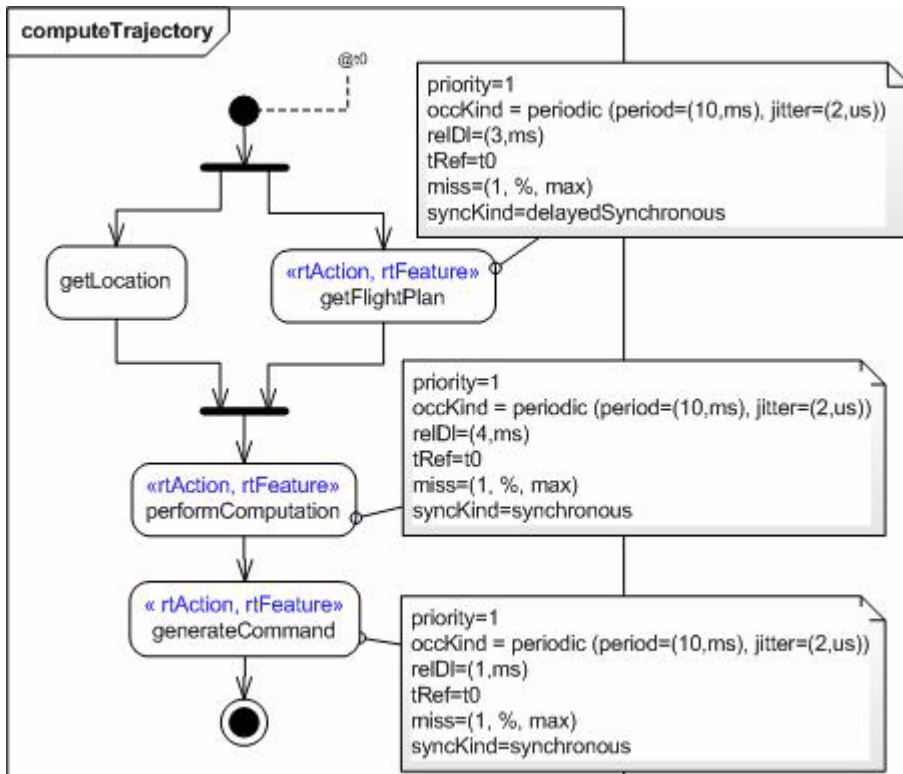 computeTrajectory
@t0
priority=1
occKind = periodic (period=(10,ms), jitter=(2,us))
relDl=(3,ms)
tRef=t0
miss=(1, %, max)
syncKind=delayedSynchronous
getLocation
«rtAction, rtFeature»
getFlightPlan
priority=1
occKind = periodic (period=(10,ms), jitter=(2,us))
relDl=(4,ms)
tRef=t0
miss=(1, %, max)
syncKind=synchronous
«rtAction, rtFeature»
performComputation
« rtAction, rtFeature»
generateCommand
priority=1
occKind = periodic (period=(10,ms), jitter=(2,us))
relDl=(1,ms)
tRef=t0
miss=(1, %, max)
syncKind=synchronous